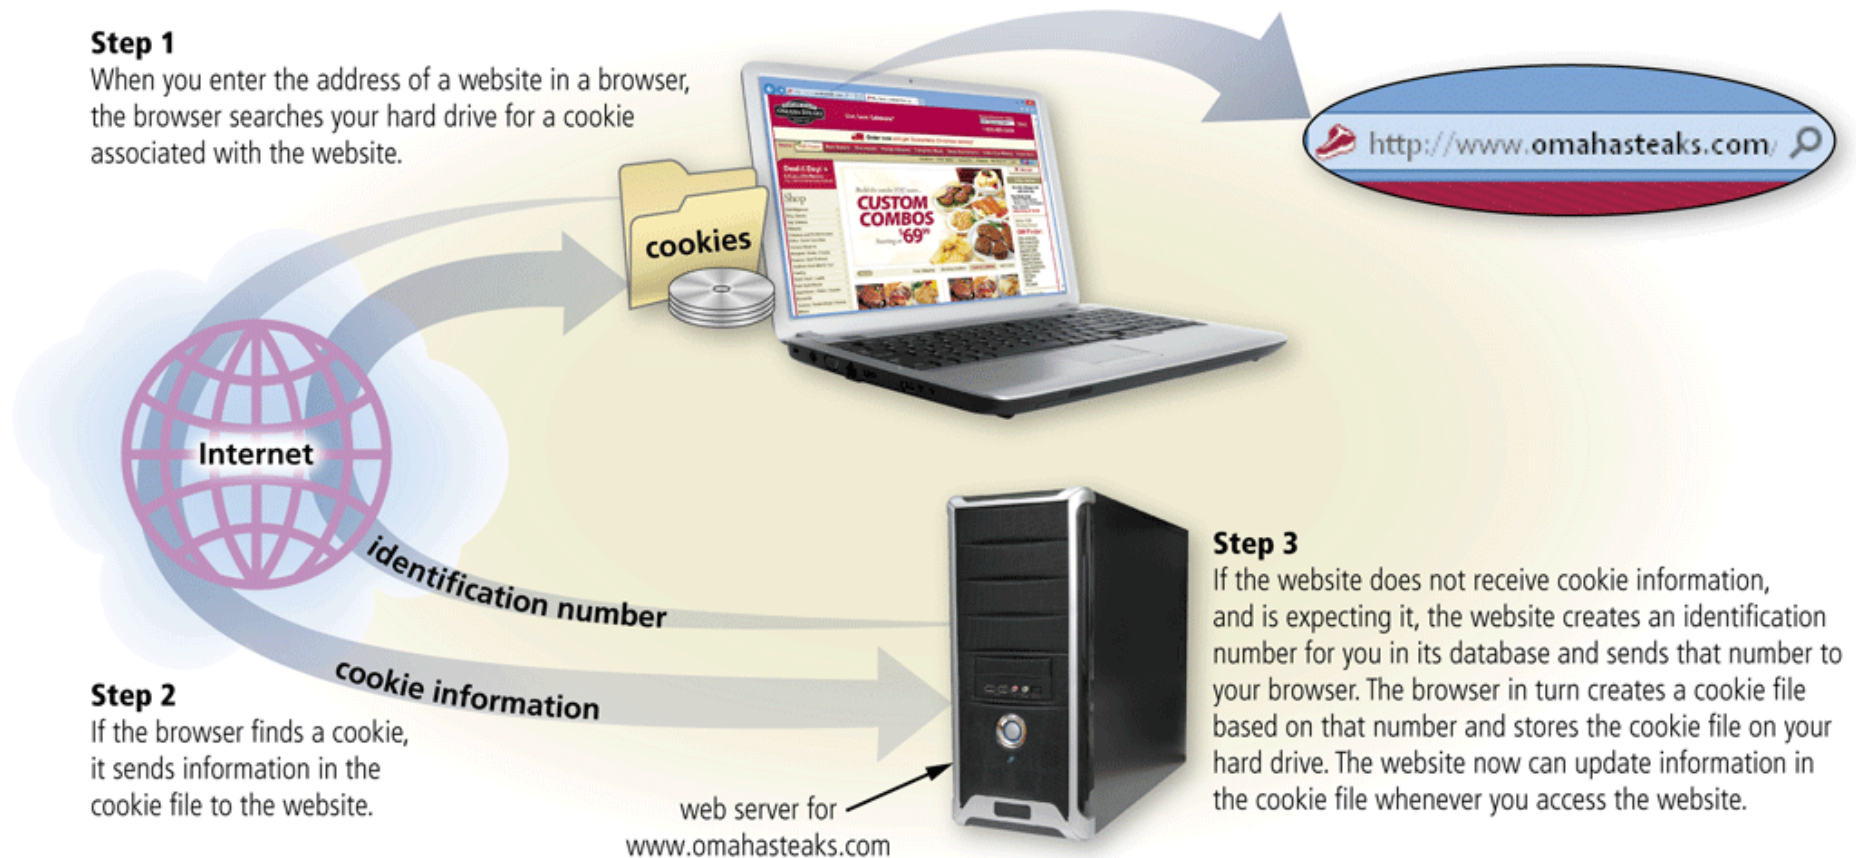 Step 1
When you enter the address of a website in a browser,
the browser searches your hard drive for a cookie
associated with the website.
http://www.omahasteaks.com/
cookies
OMAHA STEAKS
Shop
CUSTOM
COMBOS
$69
Internet
identification number
cookie information
Step 2
If the browser finds a cookie,
it sends information in the
cookie file to the website.
web server for
www.omahasteaks.com
Step 3
If the website does not receive cookie information,
and is expecting it, the website creates an identification
number for you in its database and sends that number to
your browser. The browser in turn creates a cookie file
based on that number and stores the cookie file on your
hard drive. The website now can update information in
the cookie file whenever you access the website.